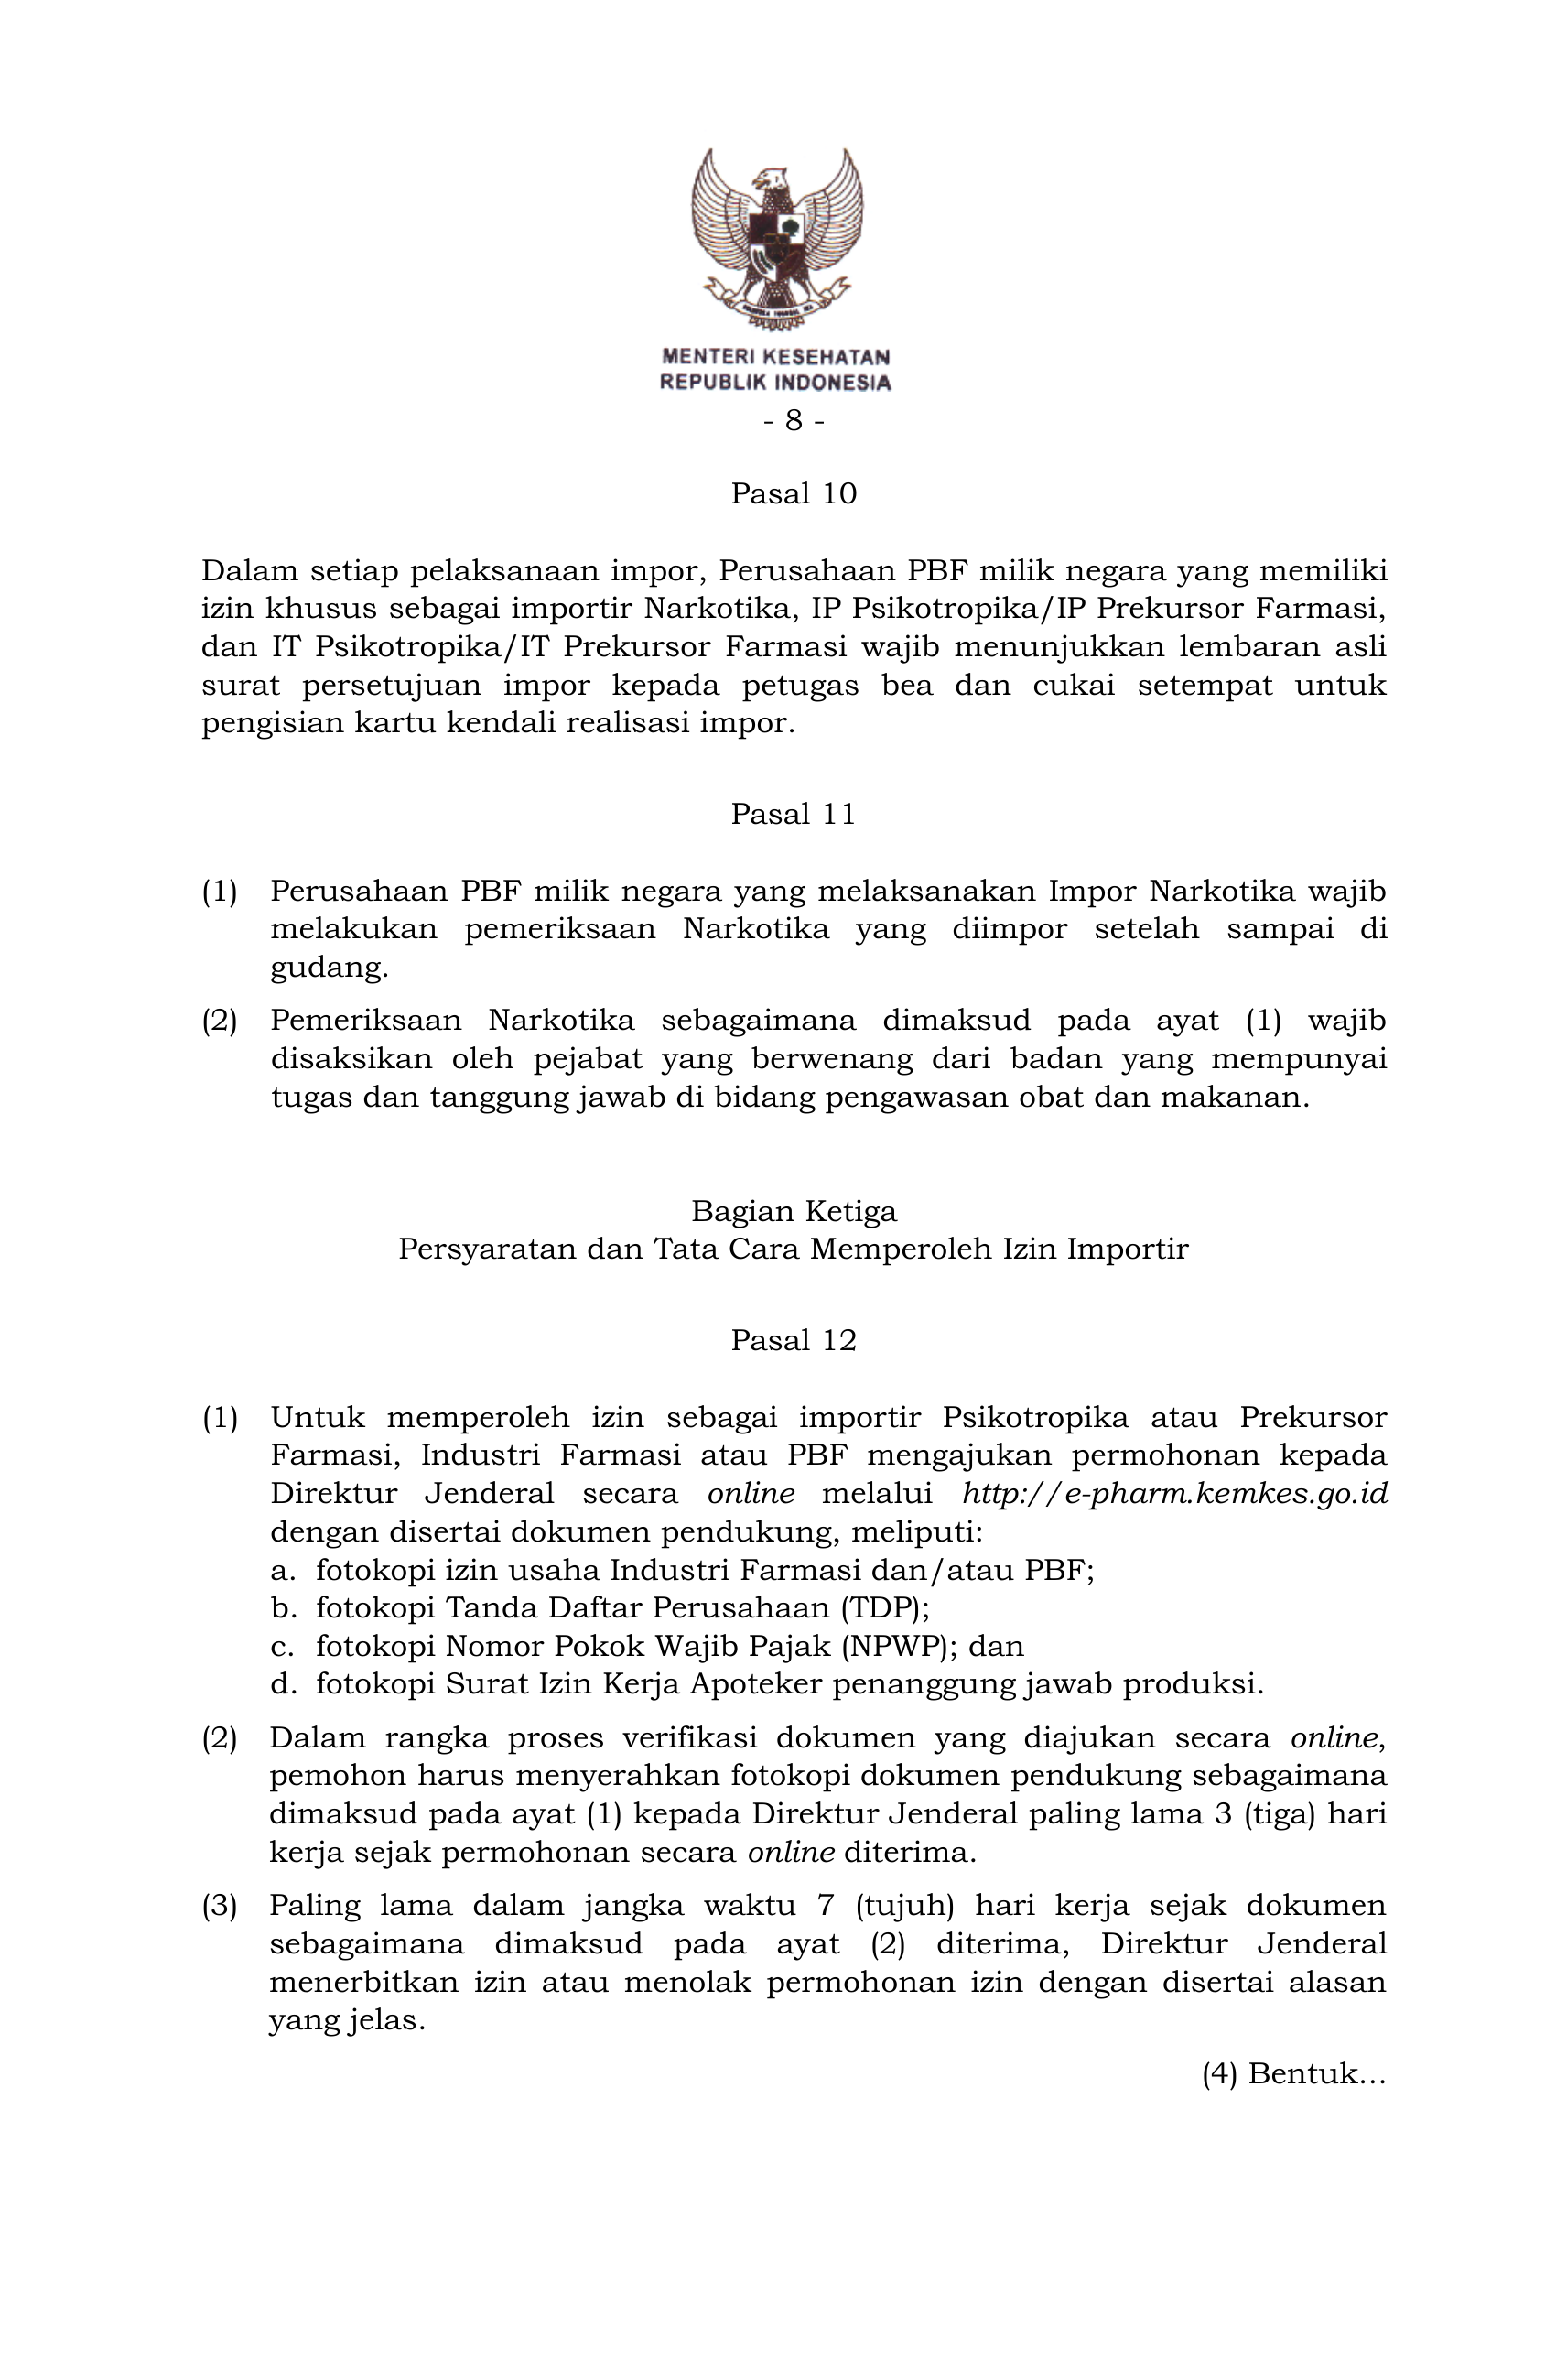 MENTERI KESEHATAN
REPUBLIK INDONESIA
- 8 -
Pasal 10
Dalam setiap pelaksanaan impor, Perusahaan PBF milik negara yang memiliki
izin khusus sebagai importir Narkotika, IP Psikotropika/IP Prekursor Farmasi,
dan IT Psikotropika/IT Prekursor Farmasi wajib menunjukkan lembaran asli
surat persetujuan impor kepada petugas bea dan cukai setempat untuk
pengisian kartu kendali realisasi impor.
Pasal 11
(1) Perusahaan PBF milik negara yang melaksanakan Impor Narkotika wajib
melakukan pemeriksaan Narkotika yang diimpor setelah sampai di
gudang.
(2) Pemeriksaan Narkotika sebagaimana dimaksud pada ayat (1) wajib
disaksikan oleh pejabat yang berwenang dari badan yang mempunyai
tugas dan tanggung jawab di bidang pengawasan obat dan makanan.
Bagian Ketiga
Persyaratan dan Tata Cara Memperoleh Izin Importir
Pasal 12
(1) Untuk memperoleh izin sebagai importir Psikotropika atau Prekursor
Farmasi, Industri Farmasi atau PBF mengajukan permohonan kepada
Direktur Jenderal secara online melalui http://e-pharm.kemkes.go.id
dengan disertai dokumen pendukung, meliputi:
a. fotokopi izin usaha Industri Farmasi dan/atau PBF;
b. fotokopi Tanda Daftar Perusahaan (TDP);
c. fotokopi Nomor Pokok Wajib Pajak (NPWP); dan
d. fotokopi Surat Izin Kerja Apoteker penanggung jawab produksi.
(2) Dalam rangka proses verifikasi dokumen yang diajukan secara online,
pemohon harus menyerahkan fotokopi dokumen pendukung sebagaimana
dimaksud pada ayat (1) kepada Direktur Jenderal paling lama 3 (tiga) hari
kerja sejak permohonan secara online diterima.
(3) Paling lama dalam jangka waktu 7 (tujuh) hari kerja sejak dokumen
sebagaimana dimaksud pada ayat (2) diterima, Direktur Jenderal
menerbitkan izin atau menolak permohonan izin dengan disertai alasan
yang jelas.
(4) Bentuk...